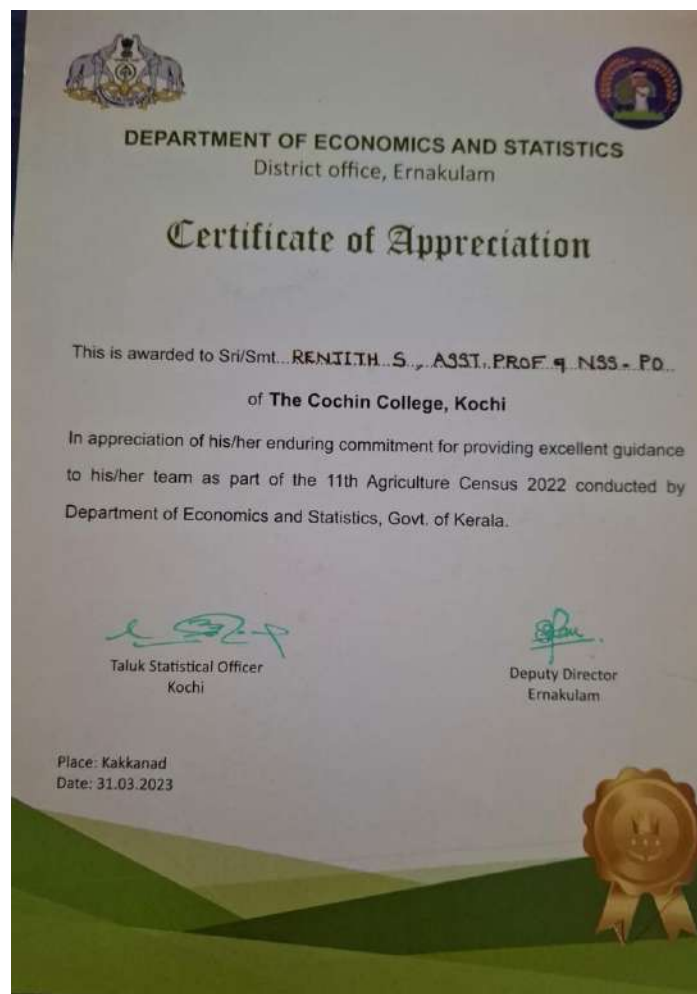 DEPARTMENT OF ECONOMICS AND STATISTICS
District office, Ernakulam
Certificate of Appreciation
This is awarded to Sri/Smt...RENJITH S., ASST. PROF & NSS - PO...
of The Cochin College, Kochi
In appreciation of his/her enduring commitment for providing excellent guidance
to his/her team as part of the 11th Agriculture Census 2022 conducted by
Department of Economics and Statistics, Govt. of Kerala.
Taluk Statistical Officer
Kochi
Deputy Director
Ernakulam
Place: Kakkanad
Date: 31.03.2023